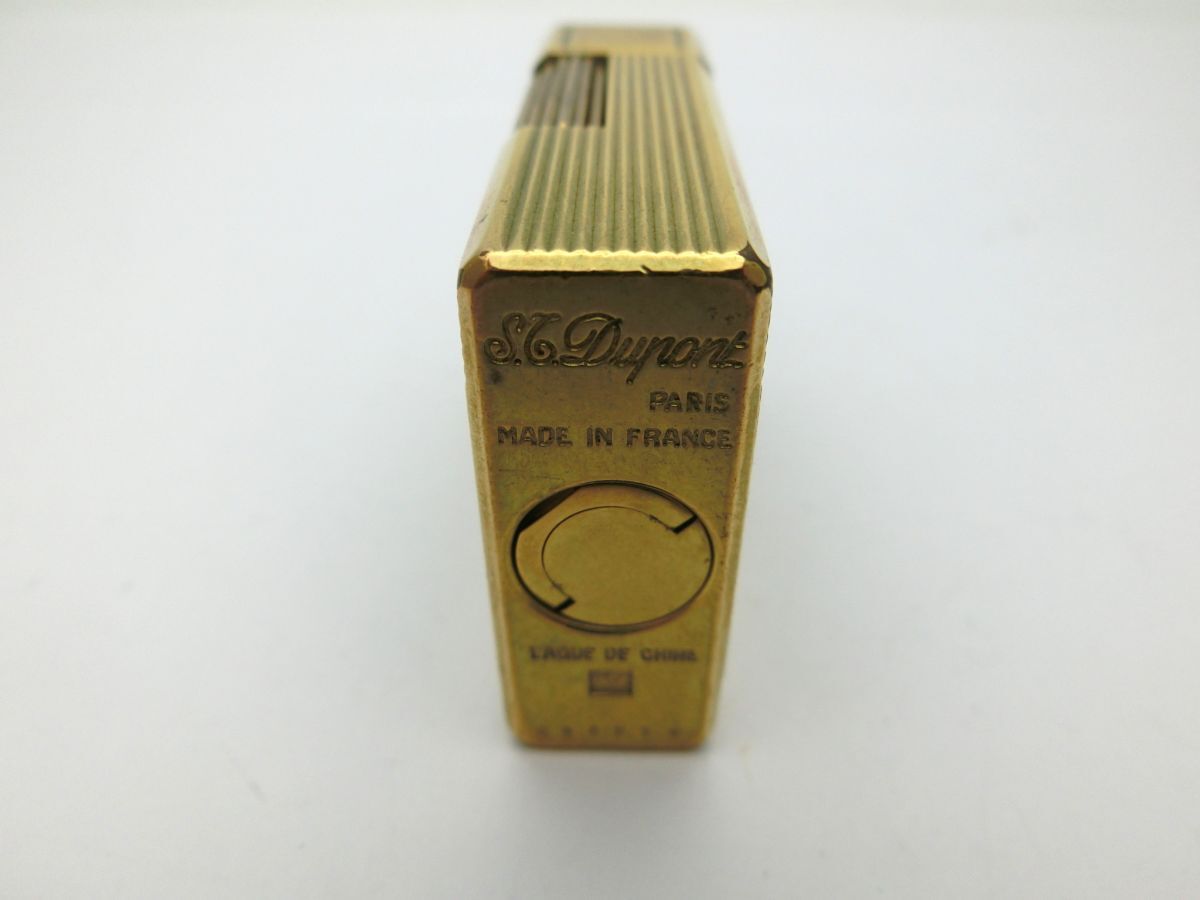 S.T. Dupont
PARIS
MADE IN FRANCE
LAQUE DE CHINE